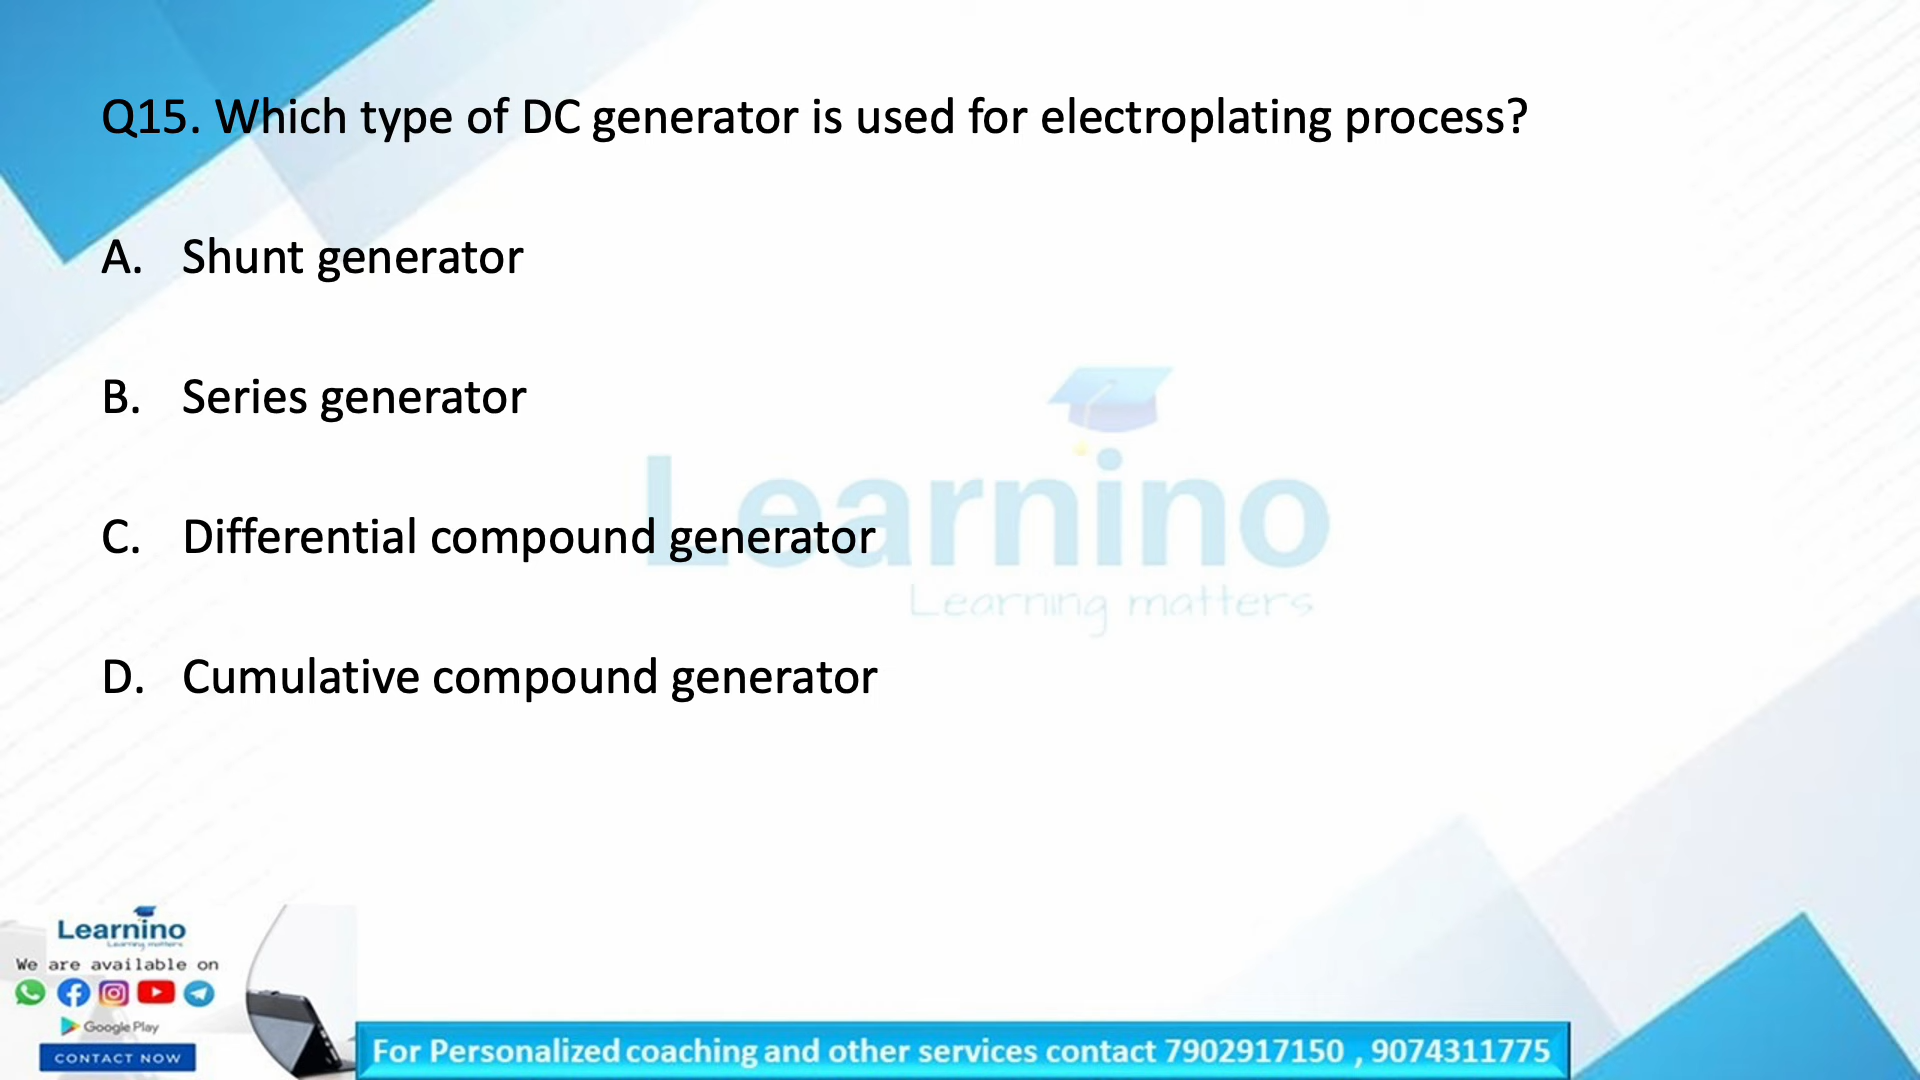 Q15. Which type of DC generator is used for electroplating process?
A. Shunt generator
B. Series generator
C. Differential compound generator
D. Cumulative compound generator
Learnino
Learning matters
Learnino
Learning matters
We are available on
Google Play
CONTACT NOW
For Personalized coaching and other services contact 7902917150 , 9074311775